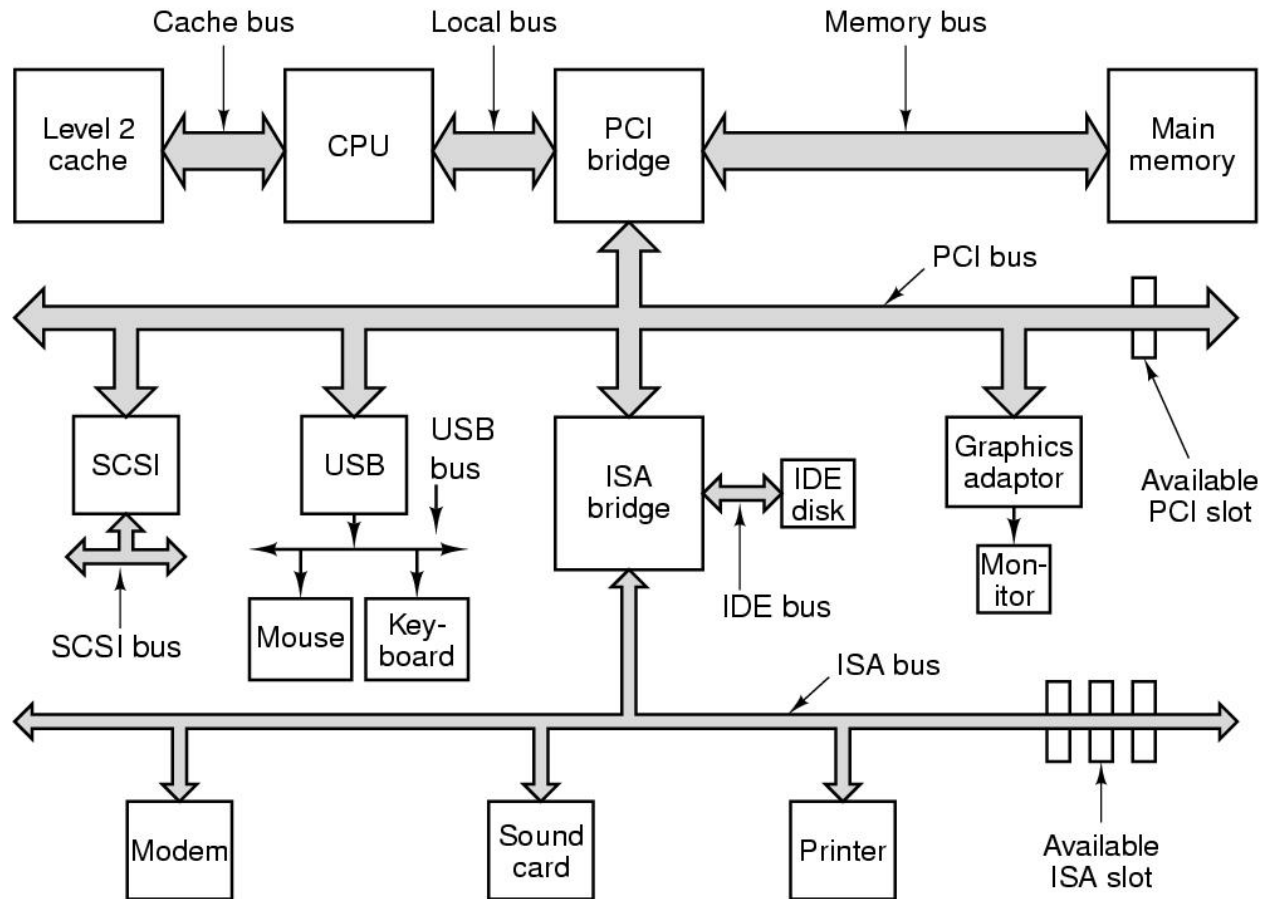 Cache bus
Local bus
Memory bus
Level 2
cache
CPU
PCI
bridge
Main
memory
PCI bus
SCSI
USB
USB
bus
ISA
bridge
IDE
disk
Graphics
adaptor
Available
PCI slot
Mon-
itor
IDE bus
Mouse
Key-
board
SCSI bus
ISA bus
Modem
Sound
card
Printer
Available
ISA slot